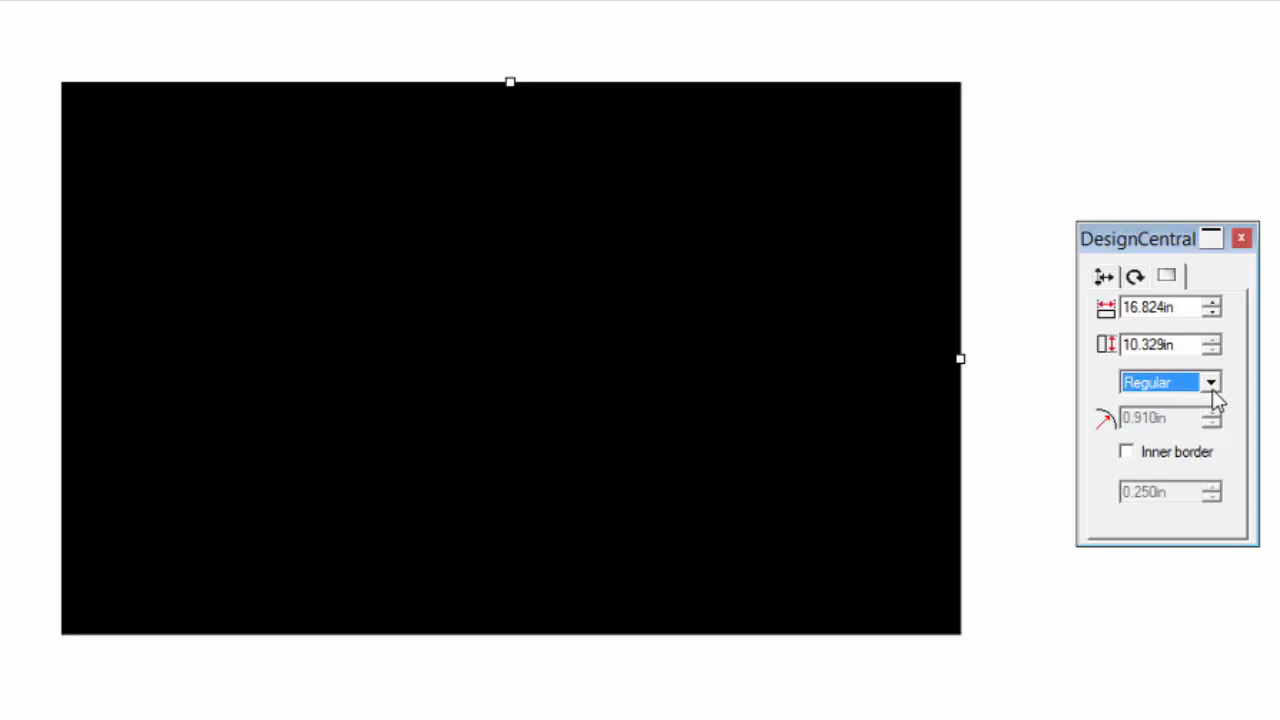 DesignCentral
16.824in
10.329in
Regular
0.910in
Inner border
0.250in